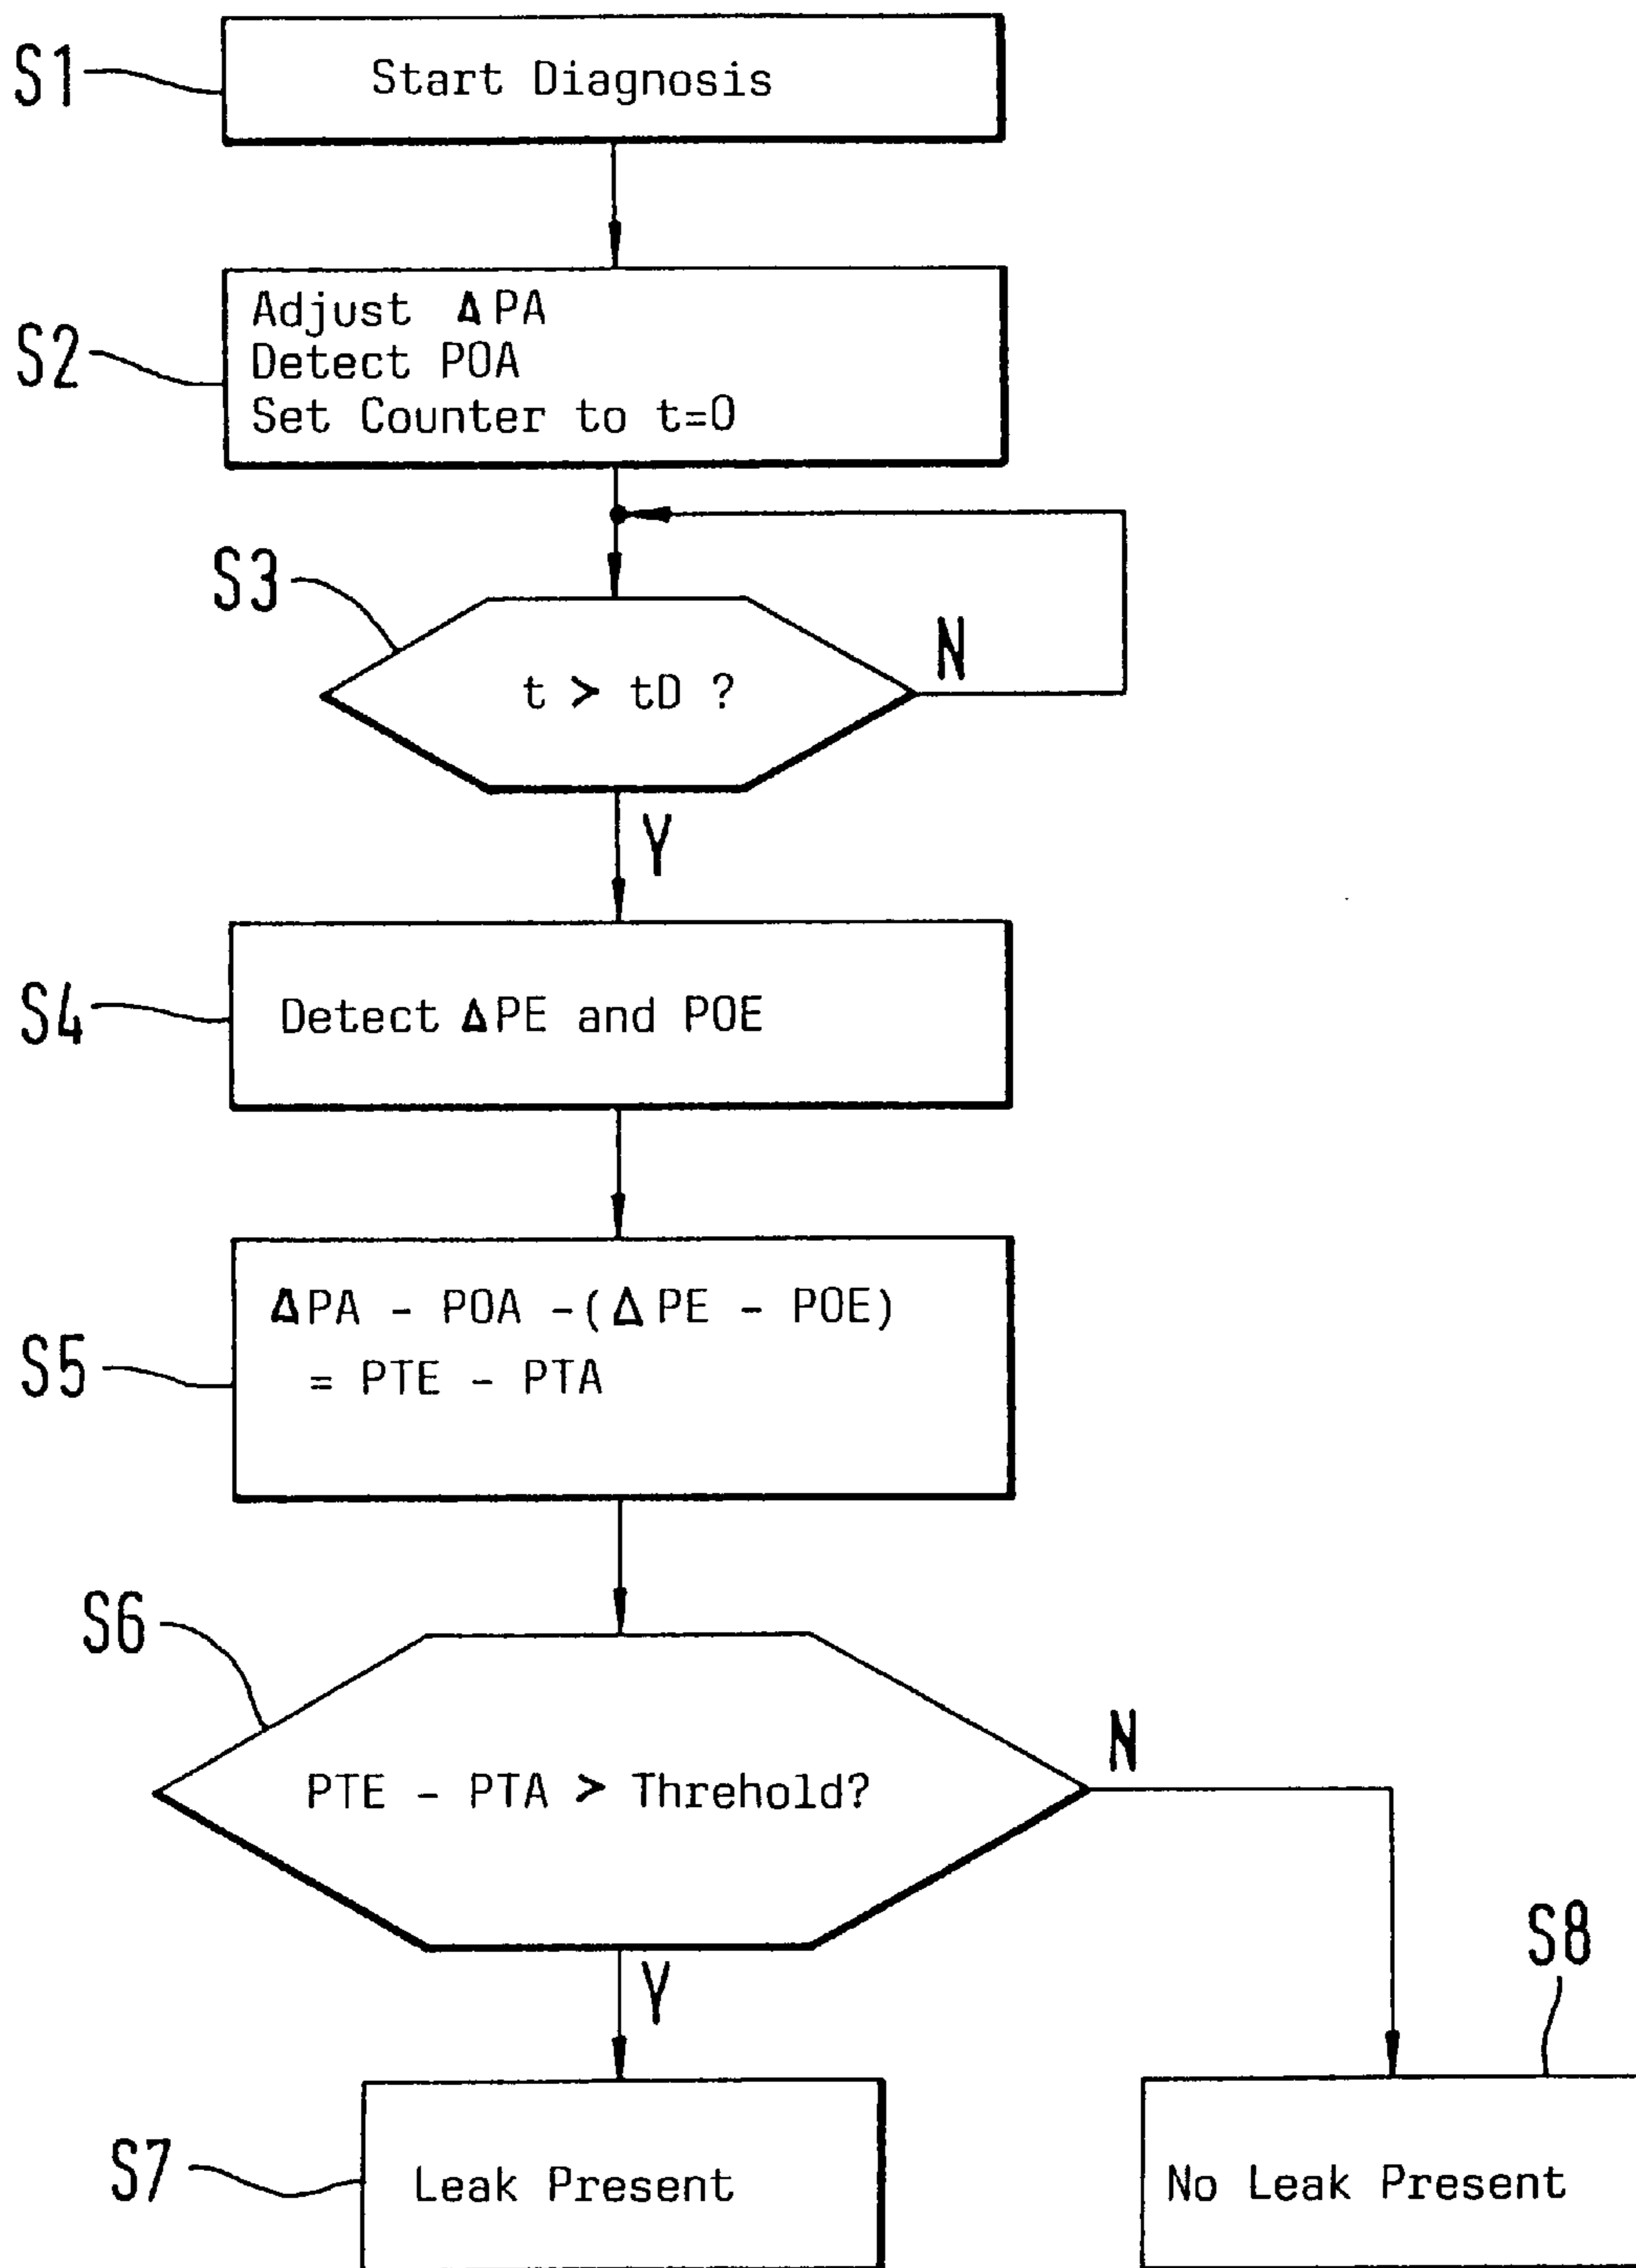 S1
Start Diagnosis
S2
Adjust ΔPA
Detect POA
Set Counter to t=0
S3
t > tD ?
N
Y
S4
Detect ΔPE and POE
S5
ΔPA - POA -(ΔPE - POE)
= PTE - PTA
S6
PTE - PTA > Threhold?
N
Y
S7
Leak Present
S8
No Leak Present